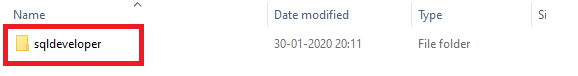 Name Date modified Type Si
sqldeveloper 30-01-2020 20:11 File folder